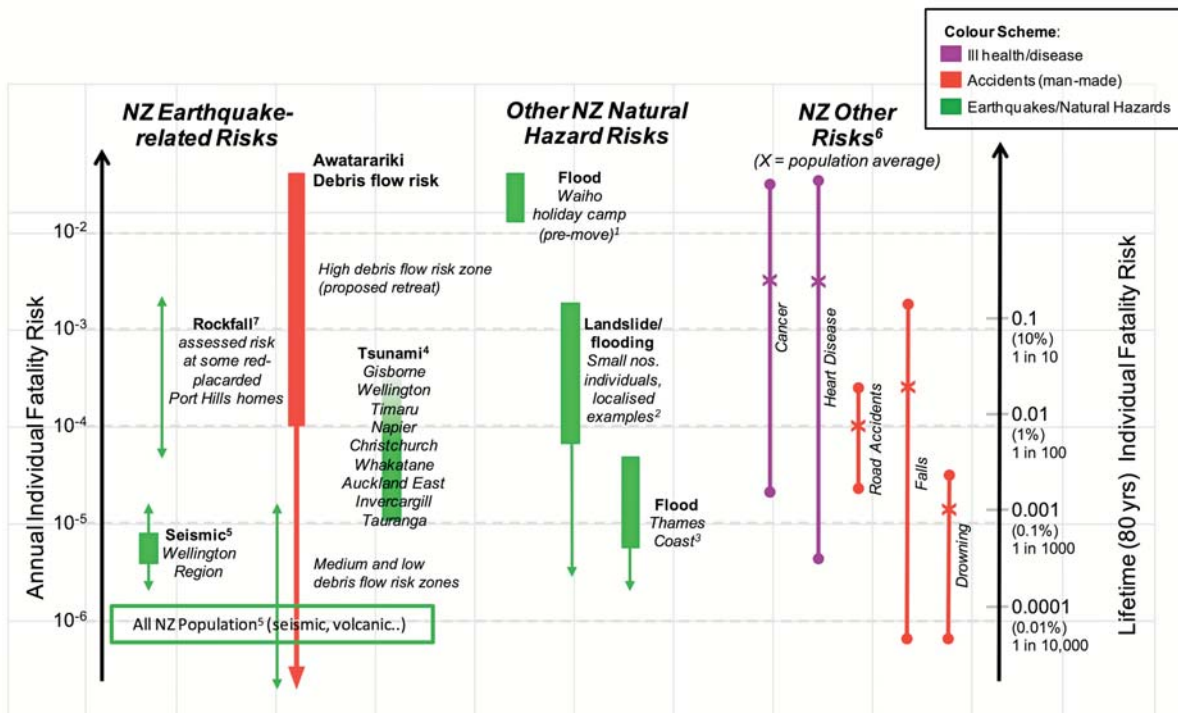 Colour Scheme:
Ill health/disease
Accidents (man-made)
Earthquakes/Natural Hazards
NZ Earthquake-
related Risks
Other NZ Natural
Hazard Risks
NZ Other
Risks⁶
(X = population average)
Annual Individual Fatality Risk
10⁻²
10⁻³
10⁻⁴
10⁻⁵
10⁻⁶
Awatarariki
Debris flow risk
High debris flow risk zone
(proposed retreat)
Rockfall⁷
assessed risk
at some red-
placarded
Port Hills homes
Tsunami⁴
Gisborne
Wellington
Timaru
Napier
Christchurch
Whakatane
Auckland East
Invercargill
Tauranga
Seismic⁵
Wellington
Region
Medium and low
debris flow risk zones
All NZ Population⁵ (seismic, volcanic..)
Flood
Waiho
holiday camp
(pre-move)¹
Landslide/
flooding
Small nos.
individuals,
localised
examples²
Flood
Thames
Coast³
Cancer
Heart Disease
Road Accidents
Falls
Drowning
0.1
(10%)
1 in 10
0.01
(1%)
1 in 100
0.001
(0.1%)
1 in 1000
0.0001
(0.01%)
1 in 10,000
Lifetime (80 yrs) Individual Fatality Risk